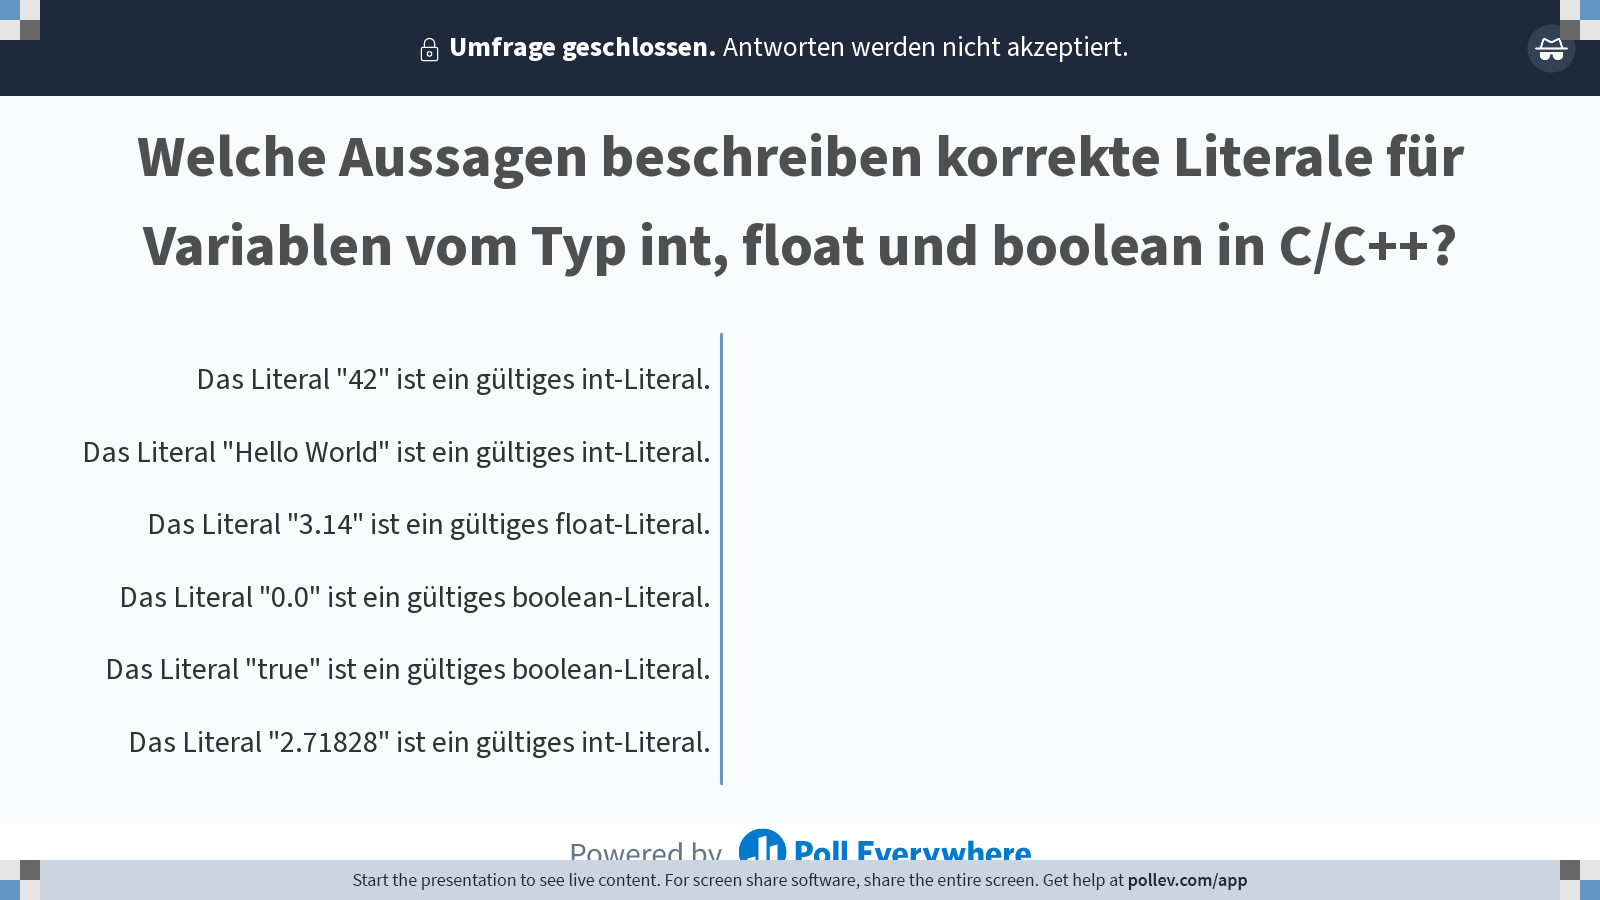 Umfrage geschlossen. Antworten werden nicht akzeptiert.
Welche Aussagen beschreiben korrekte Literale für
Variablen vom Typ int, float und boolean in C/C++?
Das Literal "42" ist ein gültiges int-Literal.
Das Literal "Hello World" ist ein gültiges int-Literal.
Das Literal "3.14" ist ein gültiges float-Literal.
Das Literal "0.0" ist ein gültiges boolean-Literal.
Das Literal "true" ist ein gültiges boolean-Literal.
Das Literal "2.71828" ist ein gültiges int-Literal.
Powered by Poll Everywhere
Start the presentation to see live content. For screen share software, share the entire screen. Get help at pollev.com/app